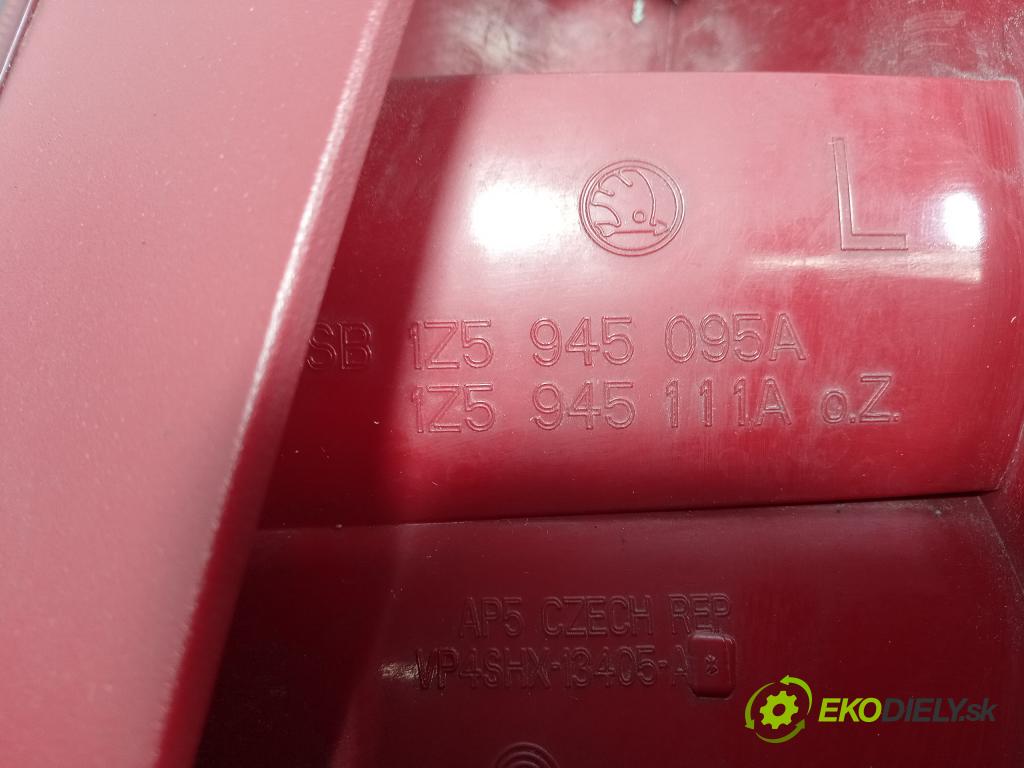 L
SB 1Z5 945 095A
1Z5 945 111A o.Z.
AP5 CZECH REP
VP4SHX-13405-A
EKODIELY.sk